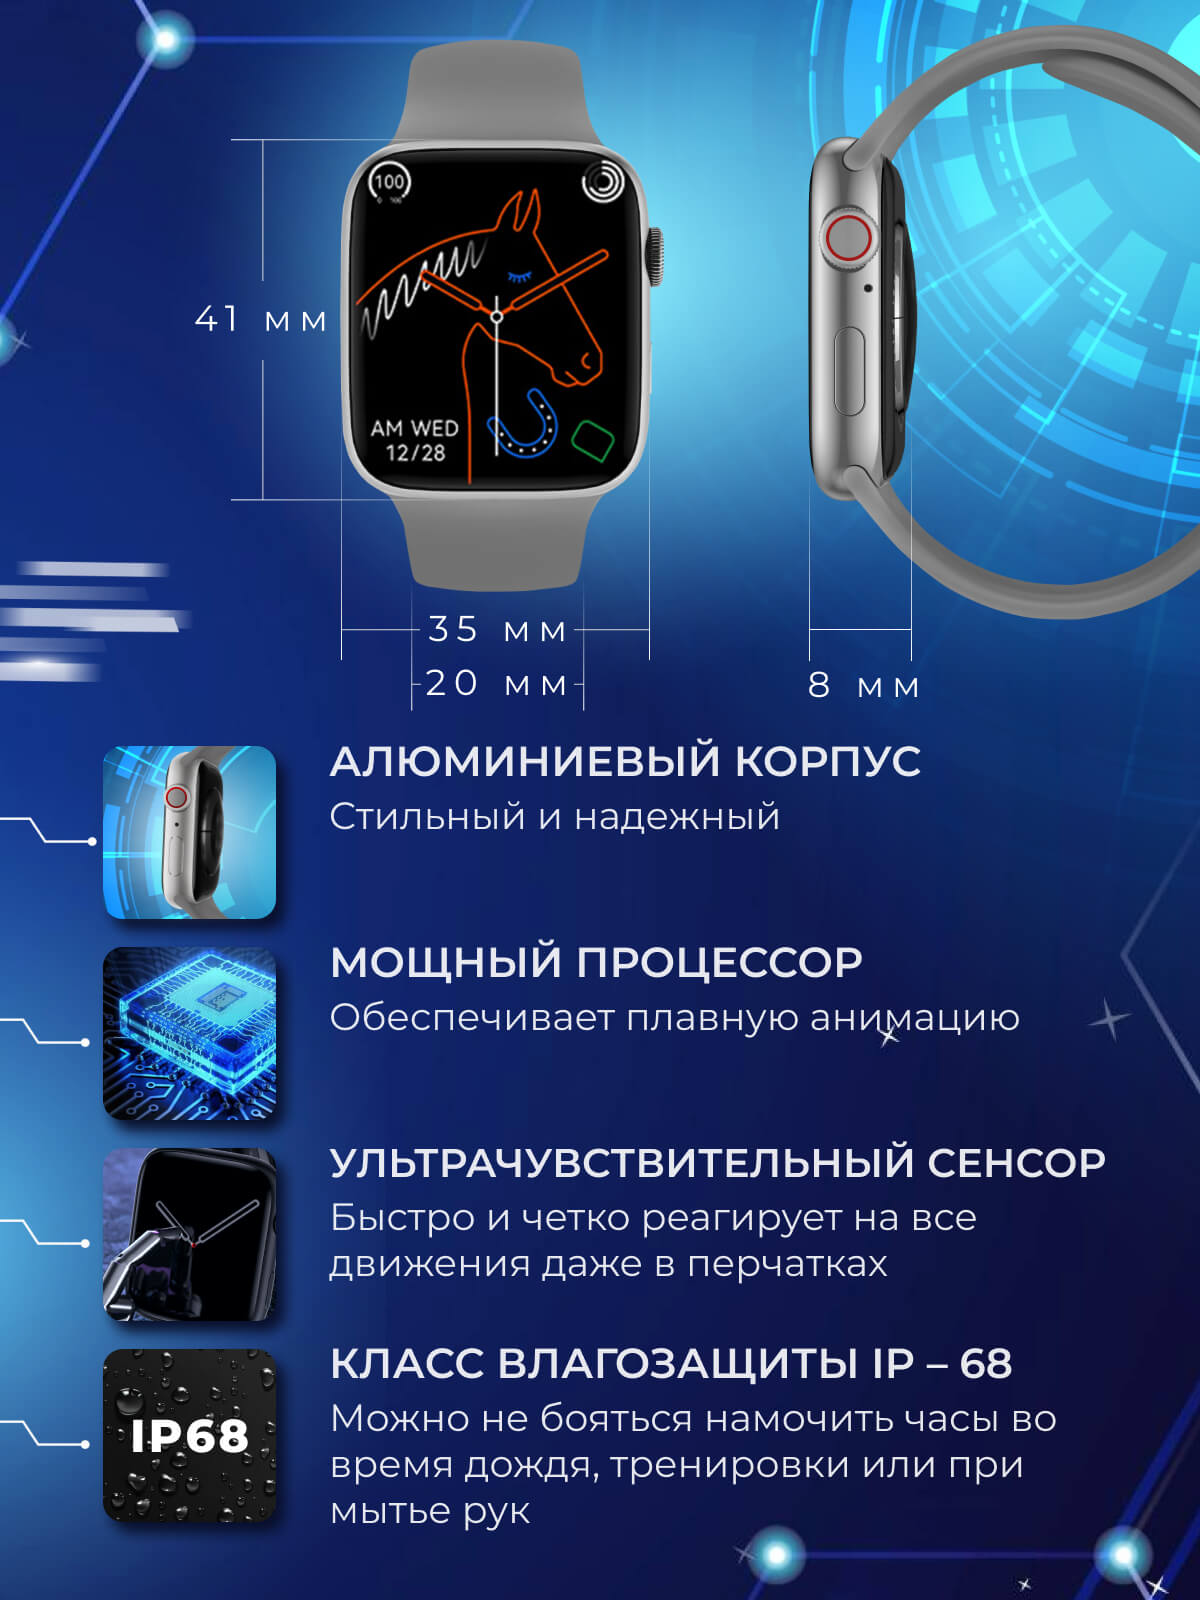 100
AM WED
12/28
41 мм
35 мм
20 мм
8 мм
АЛЮМИНИЕВЫЙ КОРПУС
Стильный и надежный
МОЩНЫЙ ПРОЦЕССОР
Обеспечивает плавную анимацию
УЛЬТРАЧУВСТВИТЕЛЬНЫЙ СЕНСОР
Быстро и четко реагирует на все
движения даже в перчатках
IP68
КЛАСС ВЛАГОЗАЩИТЫ IP – 68
Можно не бояться намочить часы во
время дождя, тренировки или при
мытье рук